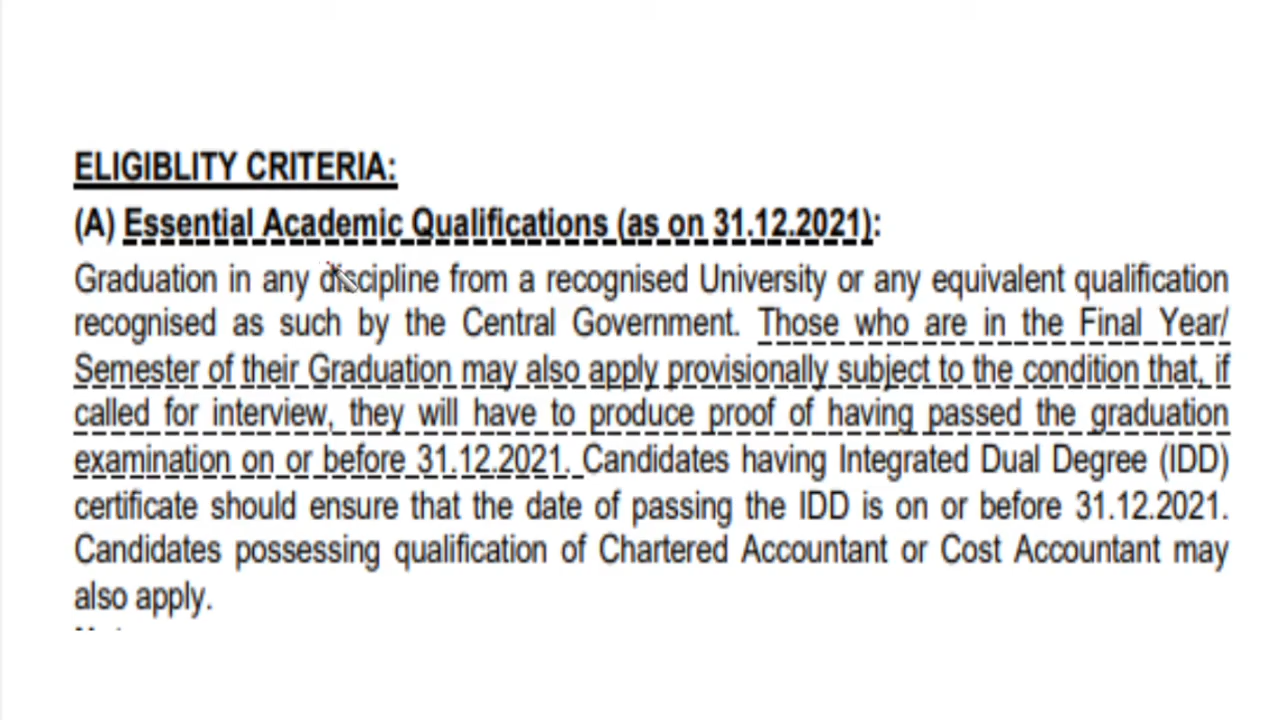 ELIGIBLITY CRITERIA:
(A) Essential Academic Qualifications (as on 31.12.2021):
Graduation in any discipline from a recognised University or any equivalent qualification
recognised as such by the Central Government. Those who are in the Final Year/
Semester of their Graduation may also apply provisionally subject to the condition that, if
called for interview, they will have to produce proof of having passed the graduation
examination on or before 31.12.2021. Candidates having Integrated Dual Degree (IDD)
certificate should ensure that the date of passing the IDD is on or before 31.12.2021.
Candidates possessing qualification of Chartered Accountant or Cost Accountant may
also apply.